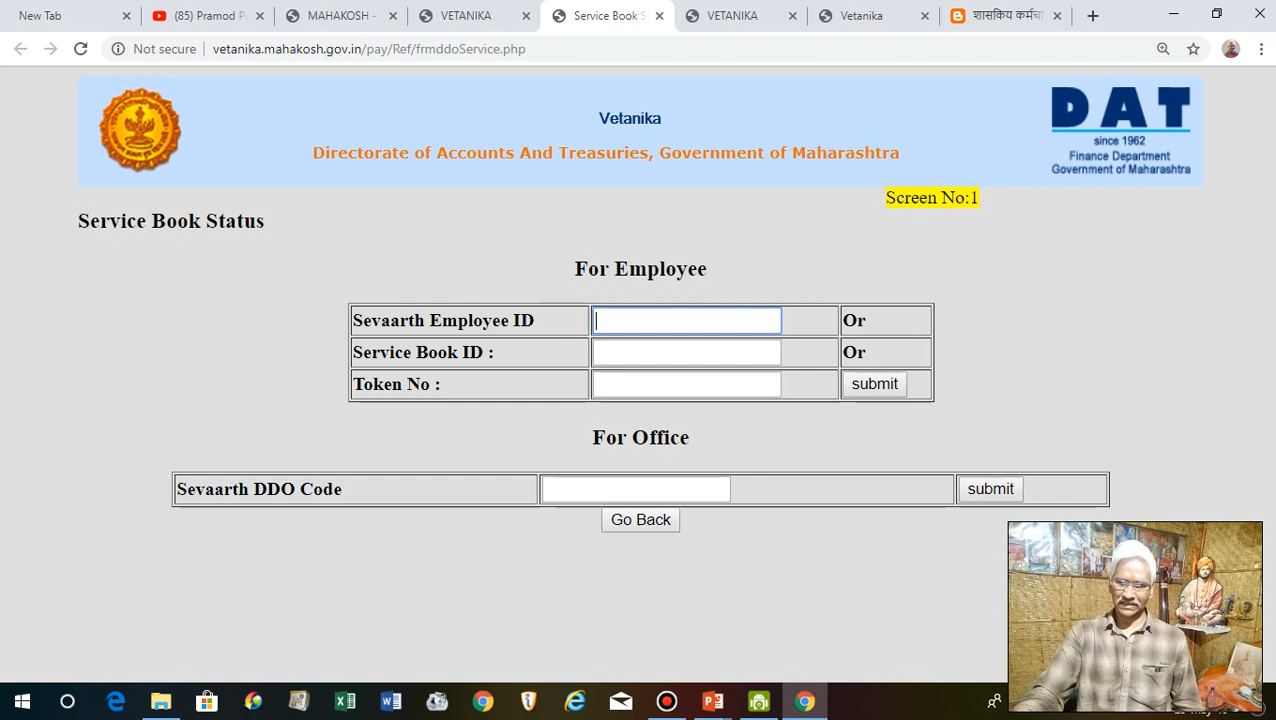 New Tab
(85) Pramod P
MAHAKOSH -
VETANIKA
Service Book S
VETANIKA
Vetanika
शासकिय कर्मचा
Not secure
vetanika.mahakosh.gov.in/pay/Ref/frmddoService.php
Vetanika
Directorate of Accounts And Treasuries, Government of Maharashtra
DAT
since 1962
Finance Department
Government of Maharashtra
Screen No:1
Service Book Status
For Employee
Sevaarth Employee ID
Or
Service Book ID :
Or
Token No :
submit
For Office
Sevaarth DDO Code
submit
Go Back